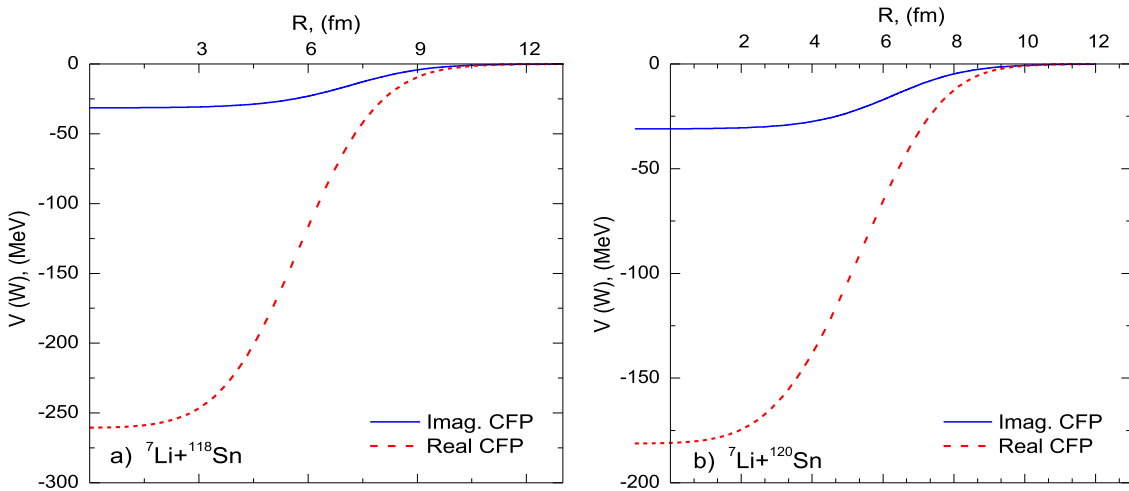 R, (fm)
3 6 9 12
0
-50
-100
-150
-200
-250
-300
V (W), (MeV)
Imag. CFP
Real CFP
a) ⁷Li+¹¹⁸Sn
R, (fm)
2 4 6 8 10 12
0
-50
-100
-150
-200
V (W), (MeV)
Imag. CFP
Real CFP
b) ⁷Li+¹²⁰Sn